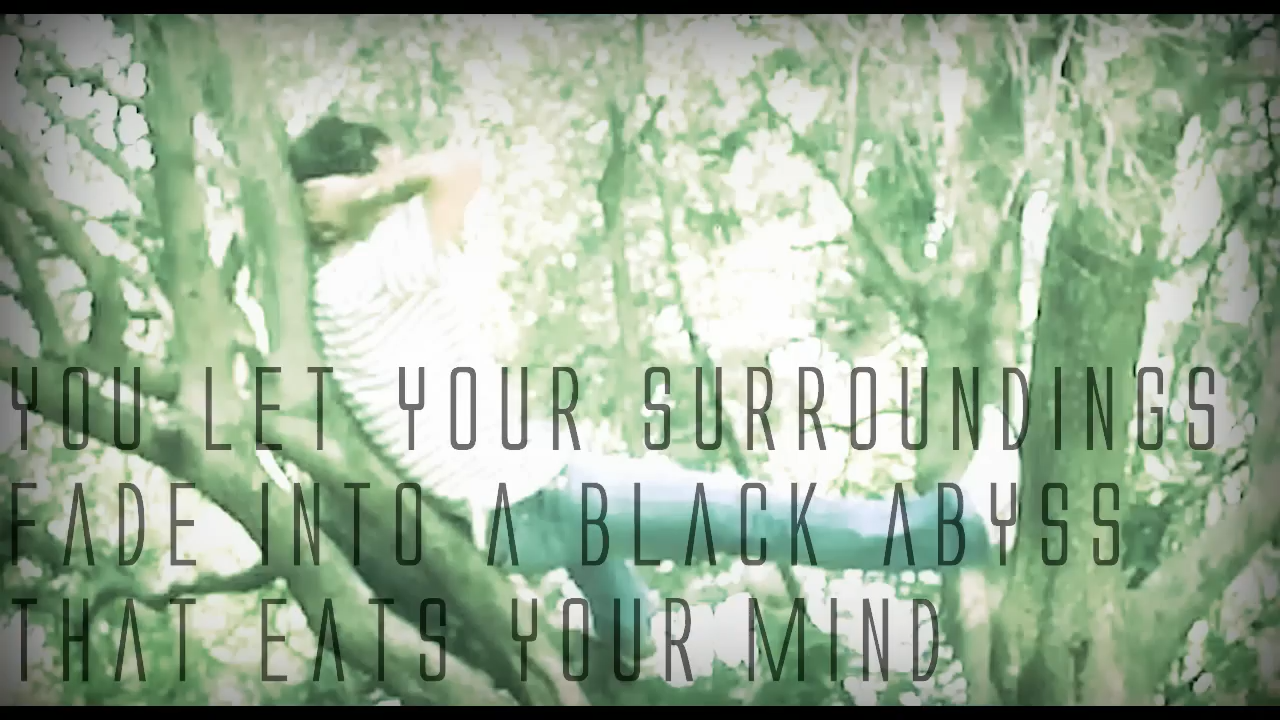 YOU LET YOUR SURROUNDINGS
FADE INTO A BLACK ABYSS
THAT EATS YOUR MIND